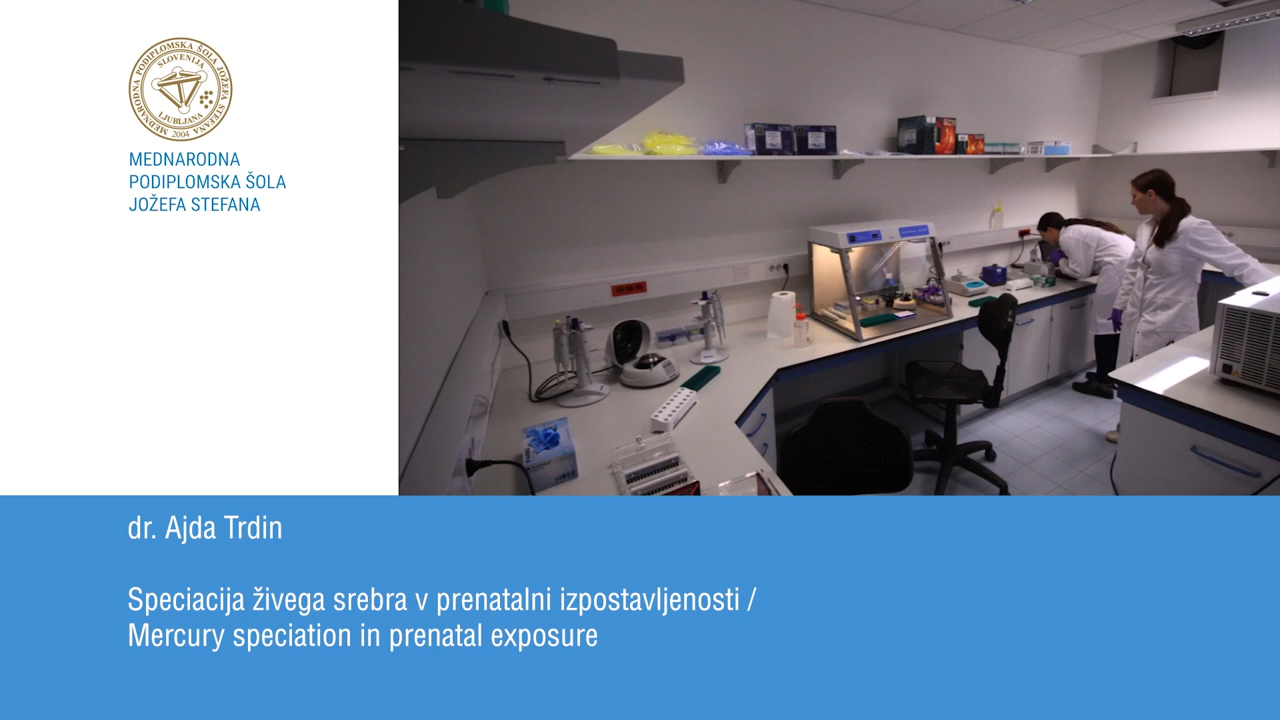 MEDNARODNA PODIPLOMSKA ŠOLA JOŽEFA STEFANA
SLOVENIJA
LJUBLJANA
2004
MEDNARODNA
PODIPLOMSKA ŠOLA
JOŽEFA STEFANA
dr. Ajda Trdin
Speciacija živega srebra v prenatalni izpostavljenosti /
Mercury speciation in prenatal exposure